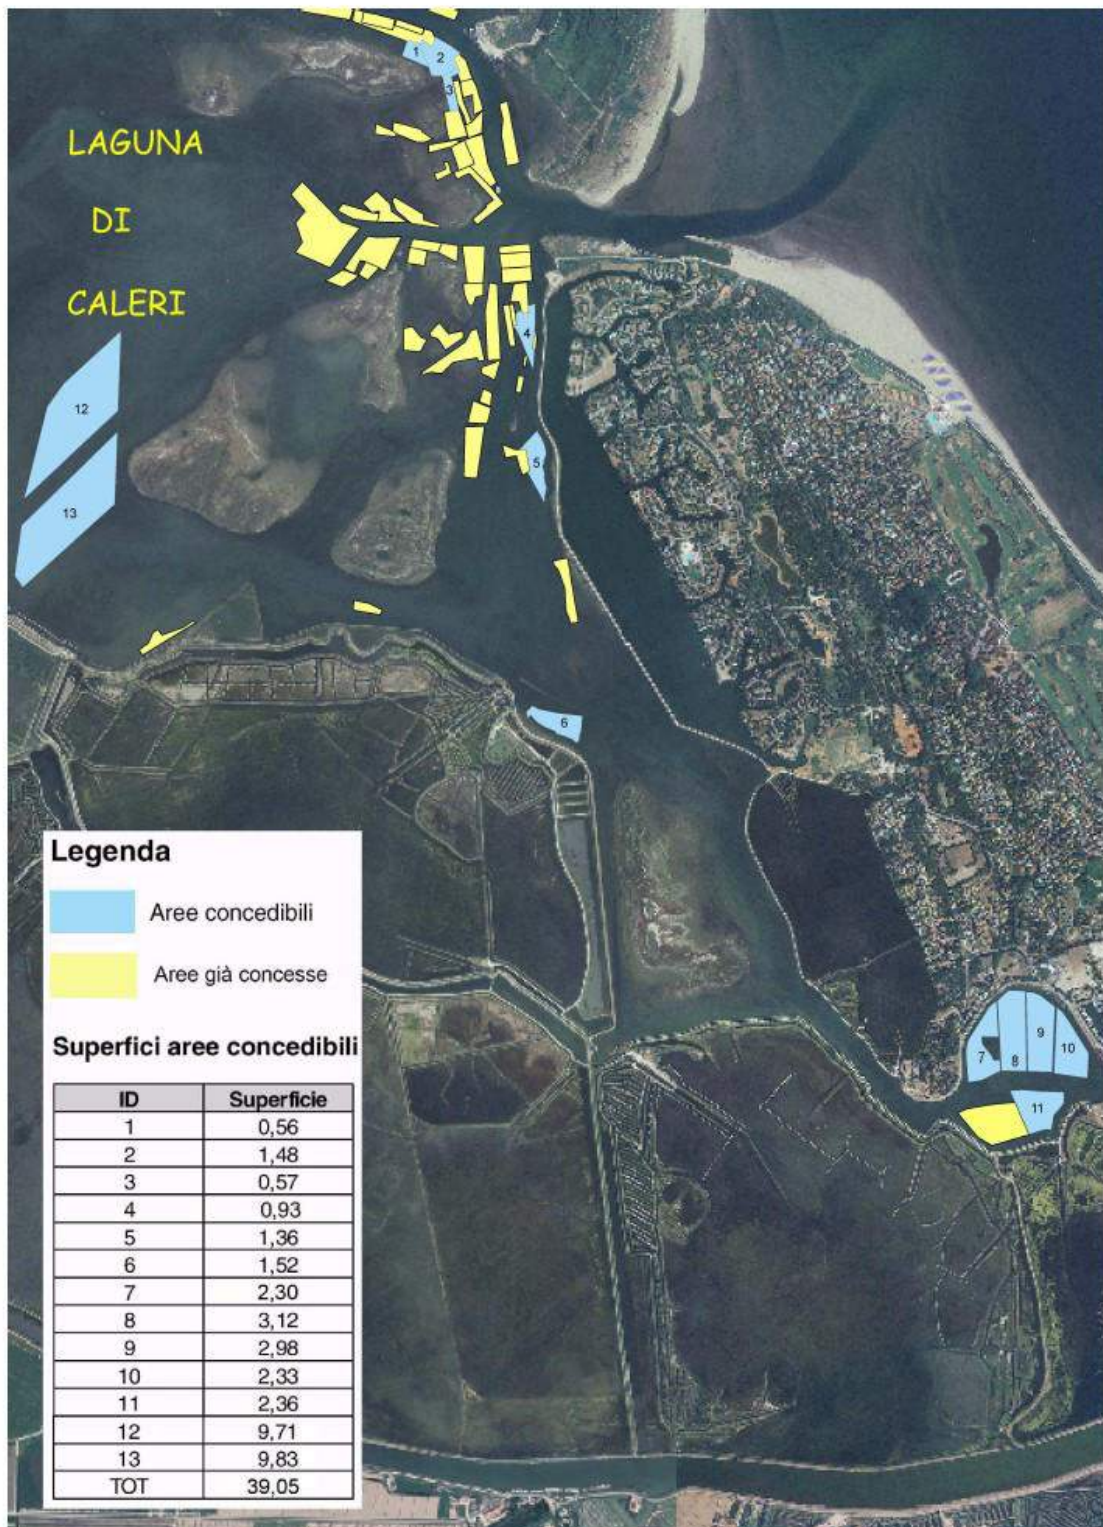 1
2
3
LAGUNA
DI
CALERI
4
12
5
13
6
Legenda
Aree concedibili
Aree già concesse
Superfici aree concedibili
ID Superficie
1 0,56
2 1,48
3 0,57
4 0,93
5 1,36
6 1,52
7 2,30
8 3,12
9 2,98
10 2,33
11 2,36
12 9,71
13 9,83
TOT 39,05
9
7 8 10
11